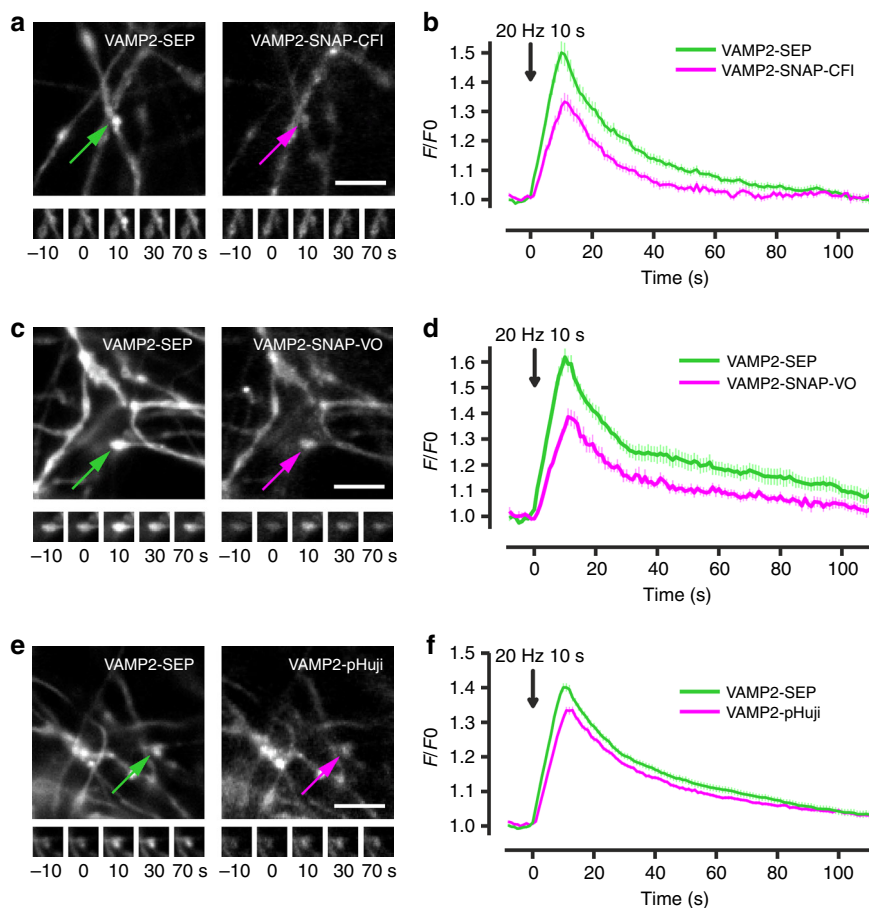 a
VAMP2-SEP
VAMP2-SNAP-CFI
–10 0 10 30 70 s
–10 0 10 30 70 s
b
20 Hz 10 s
VAMP2-SEP
VAMP2-SNAP-CFI
F/F0
1.5
1.4
1.3
1.2
1.1
1.0
0 20 40 60 80 100
Time (s)
c
VAMP2-SEP
VAMP2-SNAP-VO
–10 0 10 30 70 s
–10 0 10 30 70 s
d
20 Hz 10 s
VAMP2-SEP
VAMP2-SNAP-VO
F/F0
1.6
1.5
1.4
1.3
1.2
1.1
1.0
0 20 40 60 80 100
Time (s)
e
VAMP2-SEP
VAMP2-pHuji
–10 0 10 30 70 s
–10 0 10 30 70 s
f
20 Hz 10 s
VAMP2-SEP
VAMP2-pHuji
F/F0
1.5
1.4
1.3
1.2
1.1
1.0
0 20 40 60 80 100
Time (s)